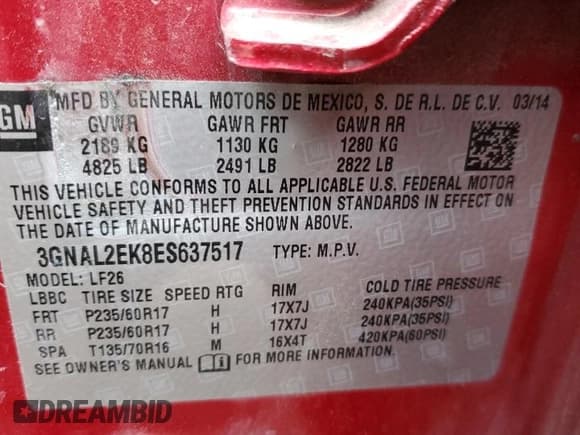 GM
MFD BY GENERAL MOTORS DE MEXICO, S. DE R.L. DE C.V. 03/14
GVWR GAWR FRT GAWR RR
2189 KG 1130 KG 1280 KG
4825 LB 2491 LB 2822 LB
THIS VEHICLE CONFORMS TO ALL APPLICABLE U.S. FEDERAL MOTOR
VEHICLE SAFETY AND THEFT PREVENTION STANDARDS IN EFFECT ON
THE DATE OF MANUFACTURE SHOWN ABOVE.
3GNAL2EK8ES637517 TYPE: M.P.V.
MODEL: LF26
LBBC TIRE SIZE SPEED RTG RIM COLD TIRE PRESSURE
FRT P235/60R17 H 17X7J 240KPA(35PSI)
RR P235/60R17 H 17X7J 240KPA(35PSI)
SPA T135/70R16 M 16X4T 420KPA(60PSI)
SEE OWNER'S MANUAL FOR MORE INFORMATION
DREAMBID